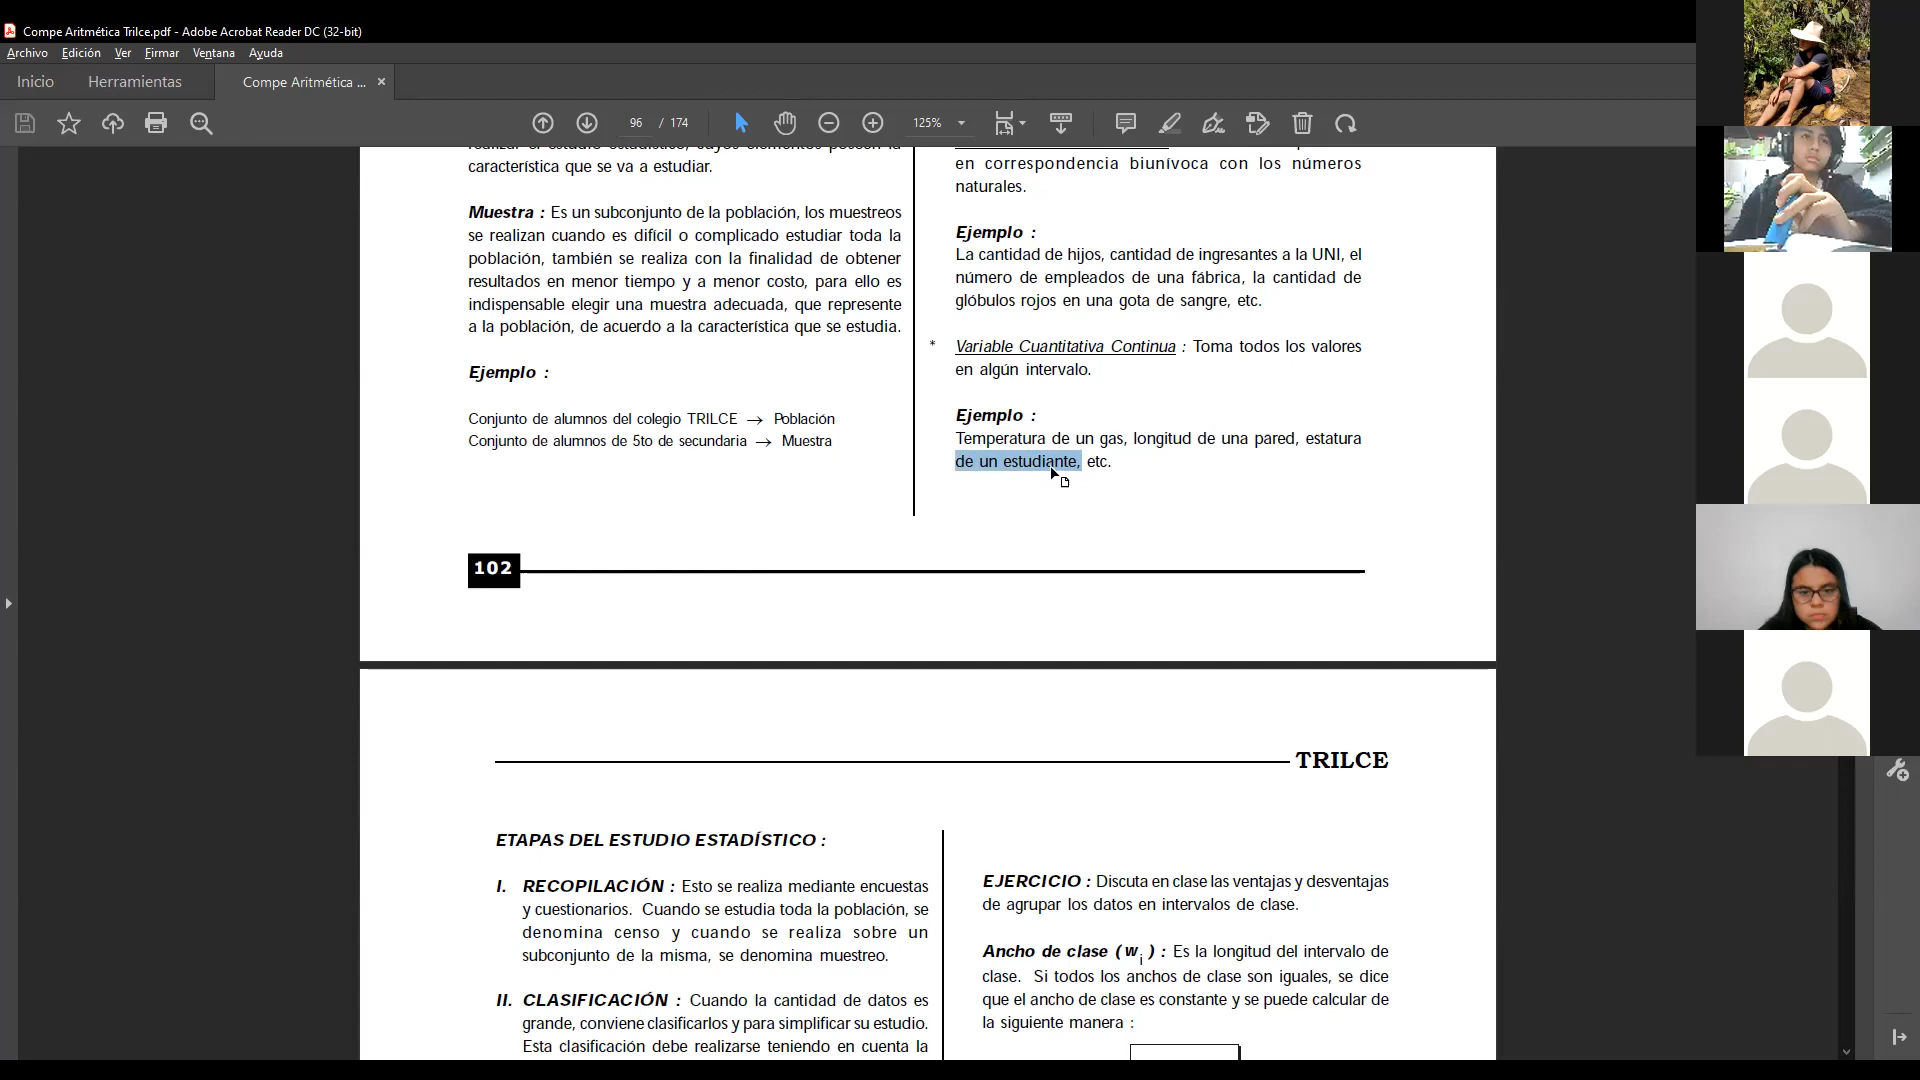 Compe Aritmética Trilce.pdf - Adobe Acrobat Reader DC (32-bit)
Archivo Edición Ver Firmar Ventana Ayuda
Inicio Herramientas Compe Aritmética ... ×
96 / 174 125%
característica que se va a estudiar.
Muestra : Es un subconjunto de la población, los muestreos
se realizan cuando es difícil o complicado estudiar toda la
población, también se realiza con la finalidad de obtener
resultados en menor tiempo y a menor costo, para ello es
indispensable elegir una muestra adecuada, que represente
a la población, de acuerdo a la característica que se estudia.
Ejemplo :
Conjunto de alumnos del colegio TRILCE → Población
Conjunto de alumnos de 5to de secundaria → Muestra
en correspondencia biunívoca con los números
naturales.
Ejemplo :
La cantidad de hijos, cantidad de ingresantes a la UNI, el
número de empleados de una fábrica, la cantidad de
glóbulos rojos en una gota de sangre, etc.
* Variable Cuantitativa Continua : Toma todos los valores
en algún intervalo.
Ejemplo :
Temperatura de un gas, longitud de una pared, estatura
de un estudiante, etc.
102
TRILCE
ETAPAS DEL ESTUDIO ESTADÍSTICO :
I. RECOPILACIÓN : Esto se realiza mediante encuestas
y cuestionarios. Cuando se estudia toda la población, se
denomina censo y cuando se realiza sobre un
subconjunto de la misma, se denomina muestreo.
II. CLASIFICACIÓN : Cuando la cantidad de datos es
grande, conviene clasificarlos y para simplificar su estudio.
Esta clasificación debe realizarse teniendo en cuenta la
EJERCICIO : Discuta en clase las ventajas y desventajas
de agrupar los datos en intervalos de clase.
Ancho de clase (wi) : Es la longitud del intervalo de
clase. Si todos los anchos de clase son iguales, se dice
que el ancho de clase es constante y se puede calcular de
la siguiente manera :